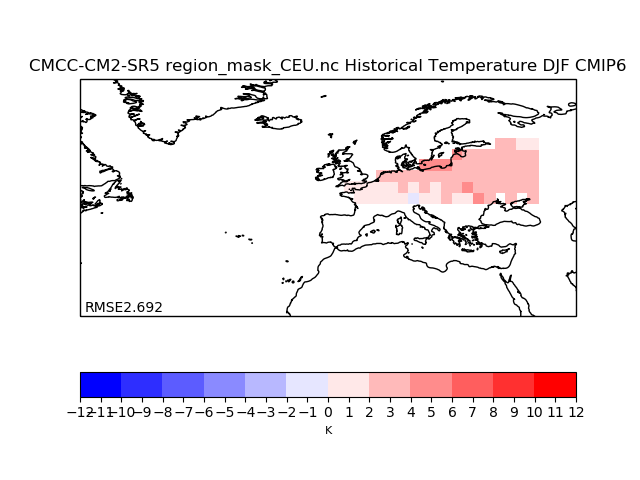 CMCC-CM2-SR5 region_mask_CEU.nc Historical Temperature DJF CMIP6
RMSE2.692
−12 −11 −10 −9 −8 −7 −6 −5 −4 −3 −2 −1 0 1 2 3 4 5 6 7 8 9 10 11 12
K